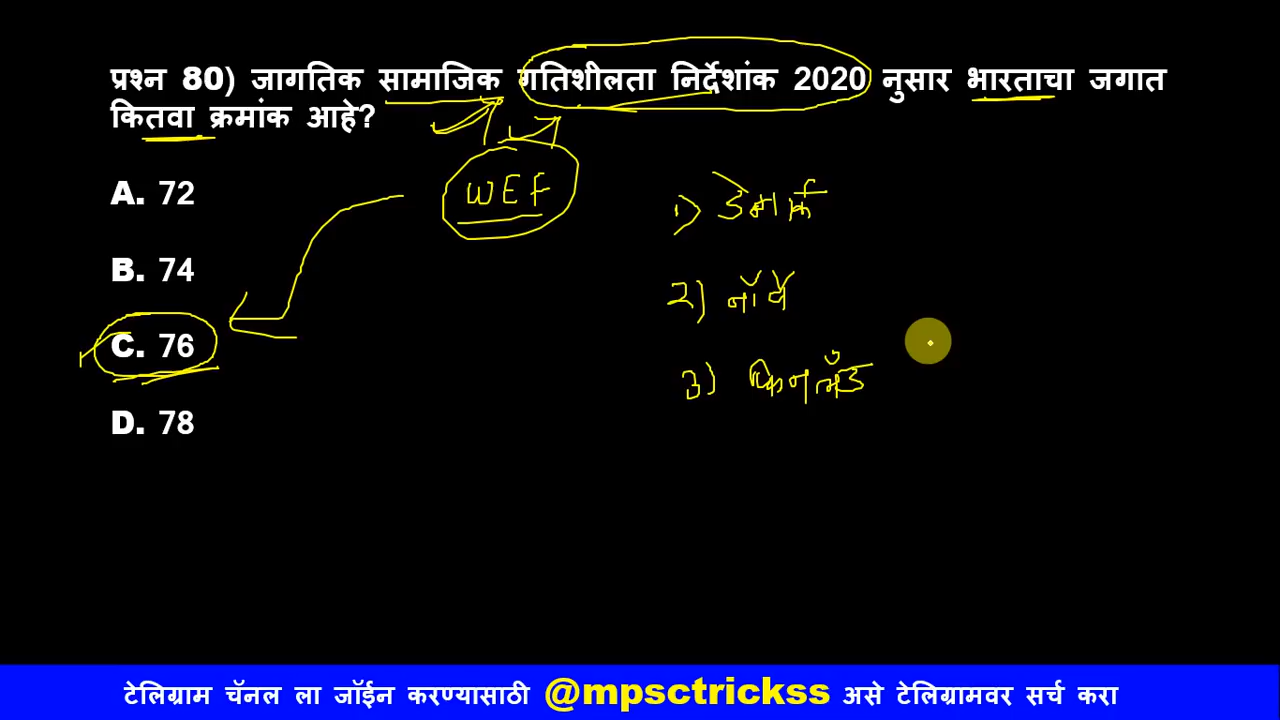 प्रश्न 80) जागतिक सामाजिक गतिशीलता निर्देशांक 2020 नुसार भारताचा जगात
कितवा क्रमांक आहे?
A. 72
B. 74
C. 76
D. 78
WEF
1) डेन्मार्क
2) नॉर्वे
3) फिनलँड
टेलिग्राम चॅनल ला जॉईन करण्यासाठी @mpsctrickss असे टेलिग्रामवर सर्च करा